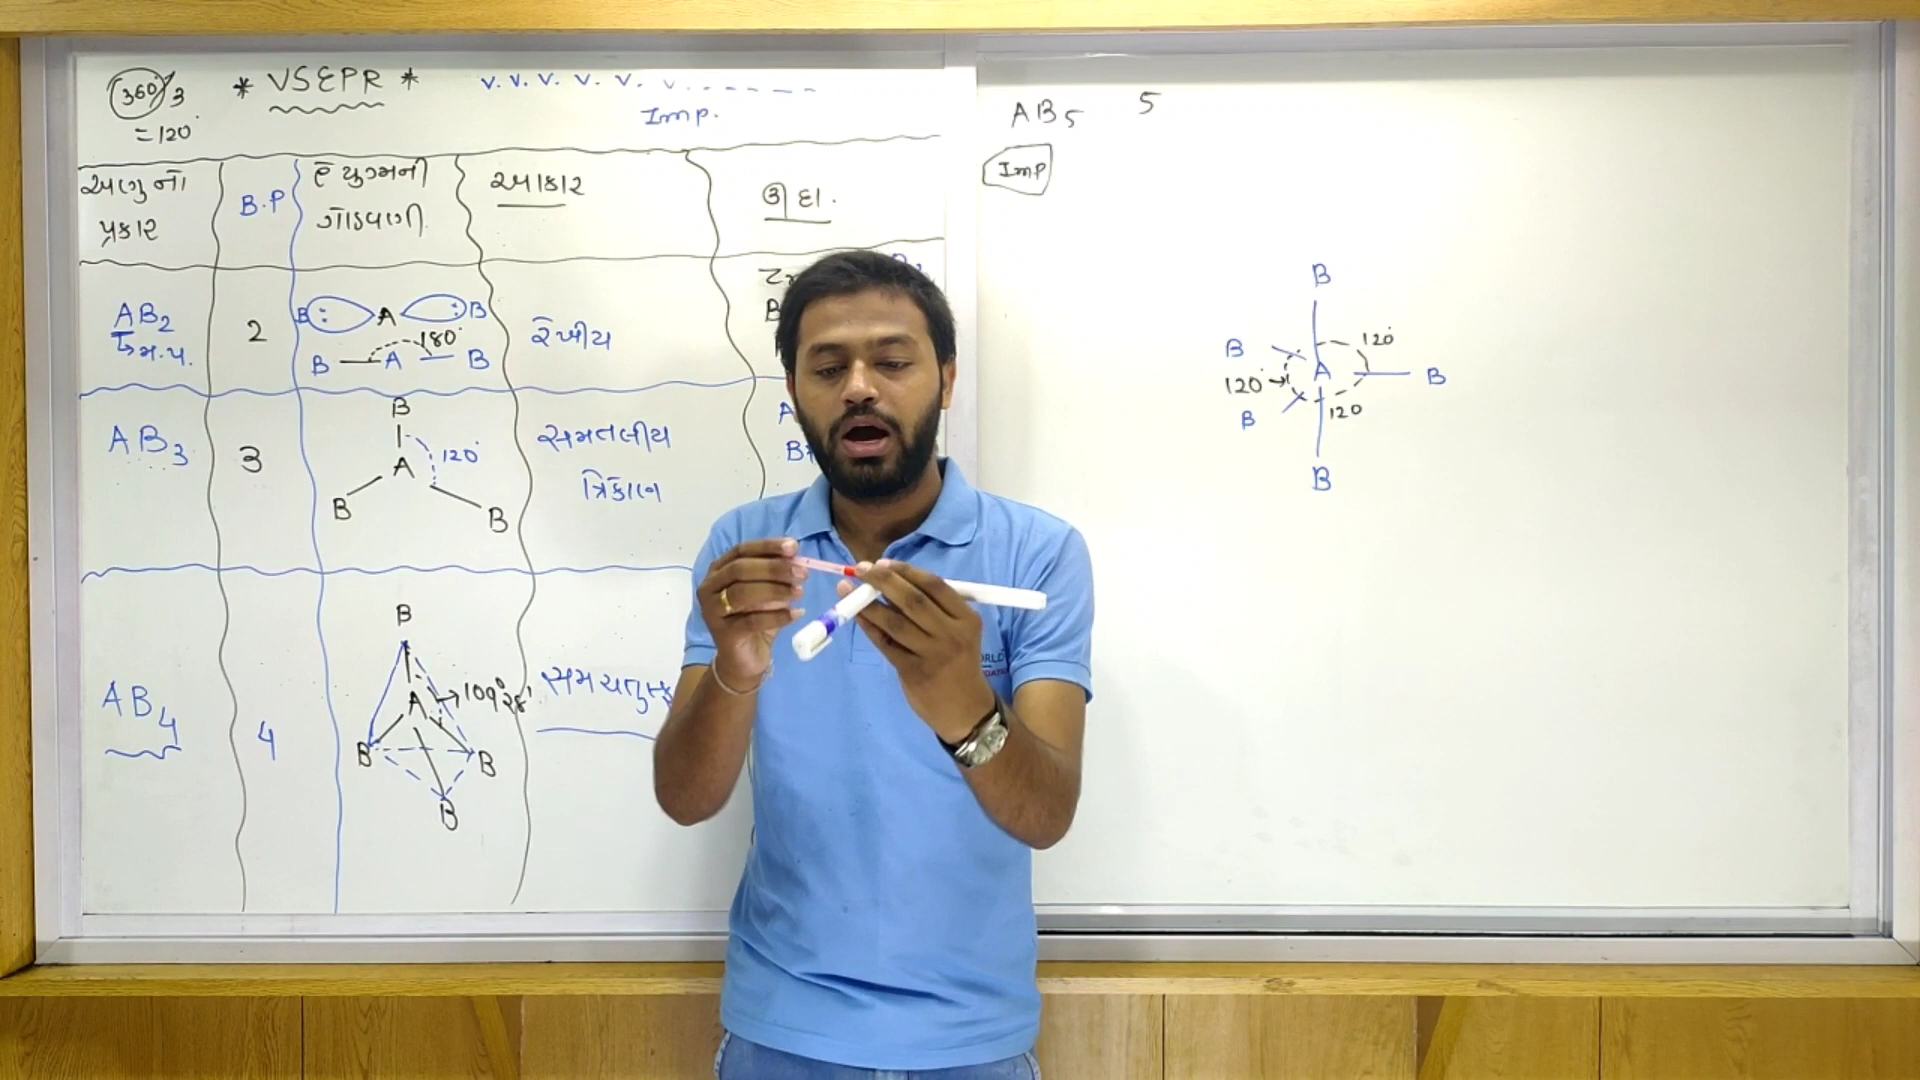 360/3
= 120°
* VSEPR *
v. v. v. v. v. v. - - - - - -
Imp.
અણુનો
પ્રકાર
B.P
ē યુગ્મની
ગોઠવણી
આકાર
ઉદા.
AB2
↳ મ.પ.
2
B : A : B
180°
B — A — B
રેખીય
AB3
3
B
A
120°
B B
સમતલીય
ત્રિકોણ
AB4
4
B
A → 109° 28'
B B
B
સમચતુષ્ફ
AB5 5
Imp
B
B 120°
A B
120° →
B 120
B